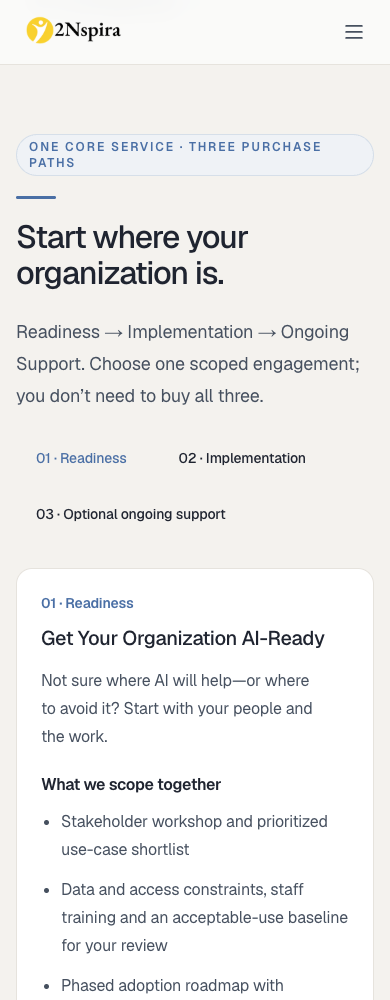 2Nspira
ONE CORE SERVICE · THREE PURCHASE
PATHS
Start where your
organization is.
Readiness → Implementation → Ongoing
Support. Choose one scoped engagement;
you don’t need to buy all three.
01 · Readiness
02 · Implementation
03 · Optional ongoing support
01 · Readiness
Get Your Organization AI-Ready
Not sure where AI will help—or where
to avoid it? Start with your people and
the work.
What we scope together
• Stakeholder workshop and prioritized
use-case shortlist
• Data and access constraints, staff
training and an acceptable-use baseline
for your review
• Phased adoption roadmap with